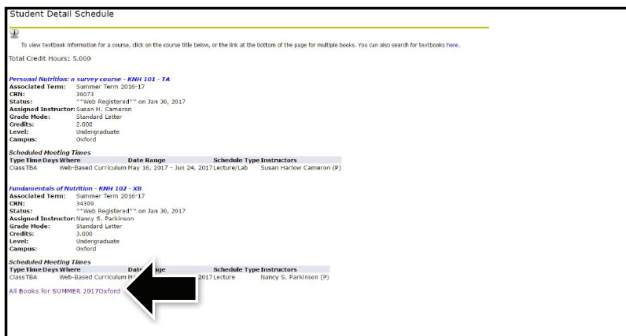 Student Detail Schedule
To view textbook information for a course, click on the course title below, or the link at the bottom of the page for multiple books. You can also search for textbooks here.
Total Credit Hours: 5.000
Personal Nutrition: a survey course - KNH 101 - TA
Associated Term: Summer Term 2016-17
CRN: 36073
Status: **Web Registered** on Jan 30, 2017
Assigned Instructor: Susan H. Cameron
Grade Mode: Standard Letter
Credits: 2.000
Level: Undergraduate
Campus: Oxford
Scheduled Meeting Times
Type Time Days Where Date Range Schedule Type Instructors
Class TBA Web-Based Curriculum May 16, 2017 - Jun 24, 2017 Lecture/Lab Susan Harlow Cameron (P)
Fundamentals of Nutrition - KNH 102 - XB
Associated Term: Summer Term 2016-17
CRN: 34309
Status: **Web Registered** on Jan 30, 2017
Assigned Instructor: Nancy S. Parkinson
Grade Mode: Standard Letter
Credits: 3.000
Level: Undergraduate
Campus: Oxford
Scheduled Meeting Times
Type Time Days Where Schedule Type Instructors
Class TBA Web-Based Curriculum 2017 Lecture Nancy S. Parkinson (P)
All Books for SUMMER 2017Oxford